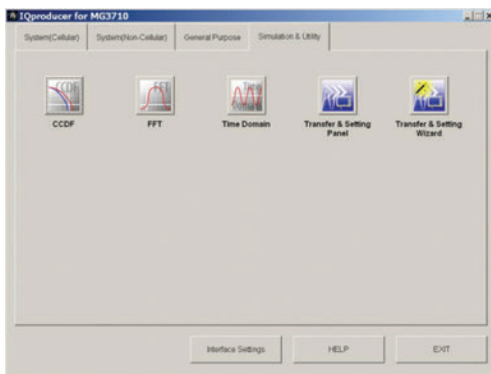 IQproducer for MG3710
System(Cellular) System(Non-Cellular) General Purpose Simulation & Utility
CCDF FFT Time Domain Transfer & Setting Panel Transfer & Setting Wizard
Interface Settings HELP EXIT